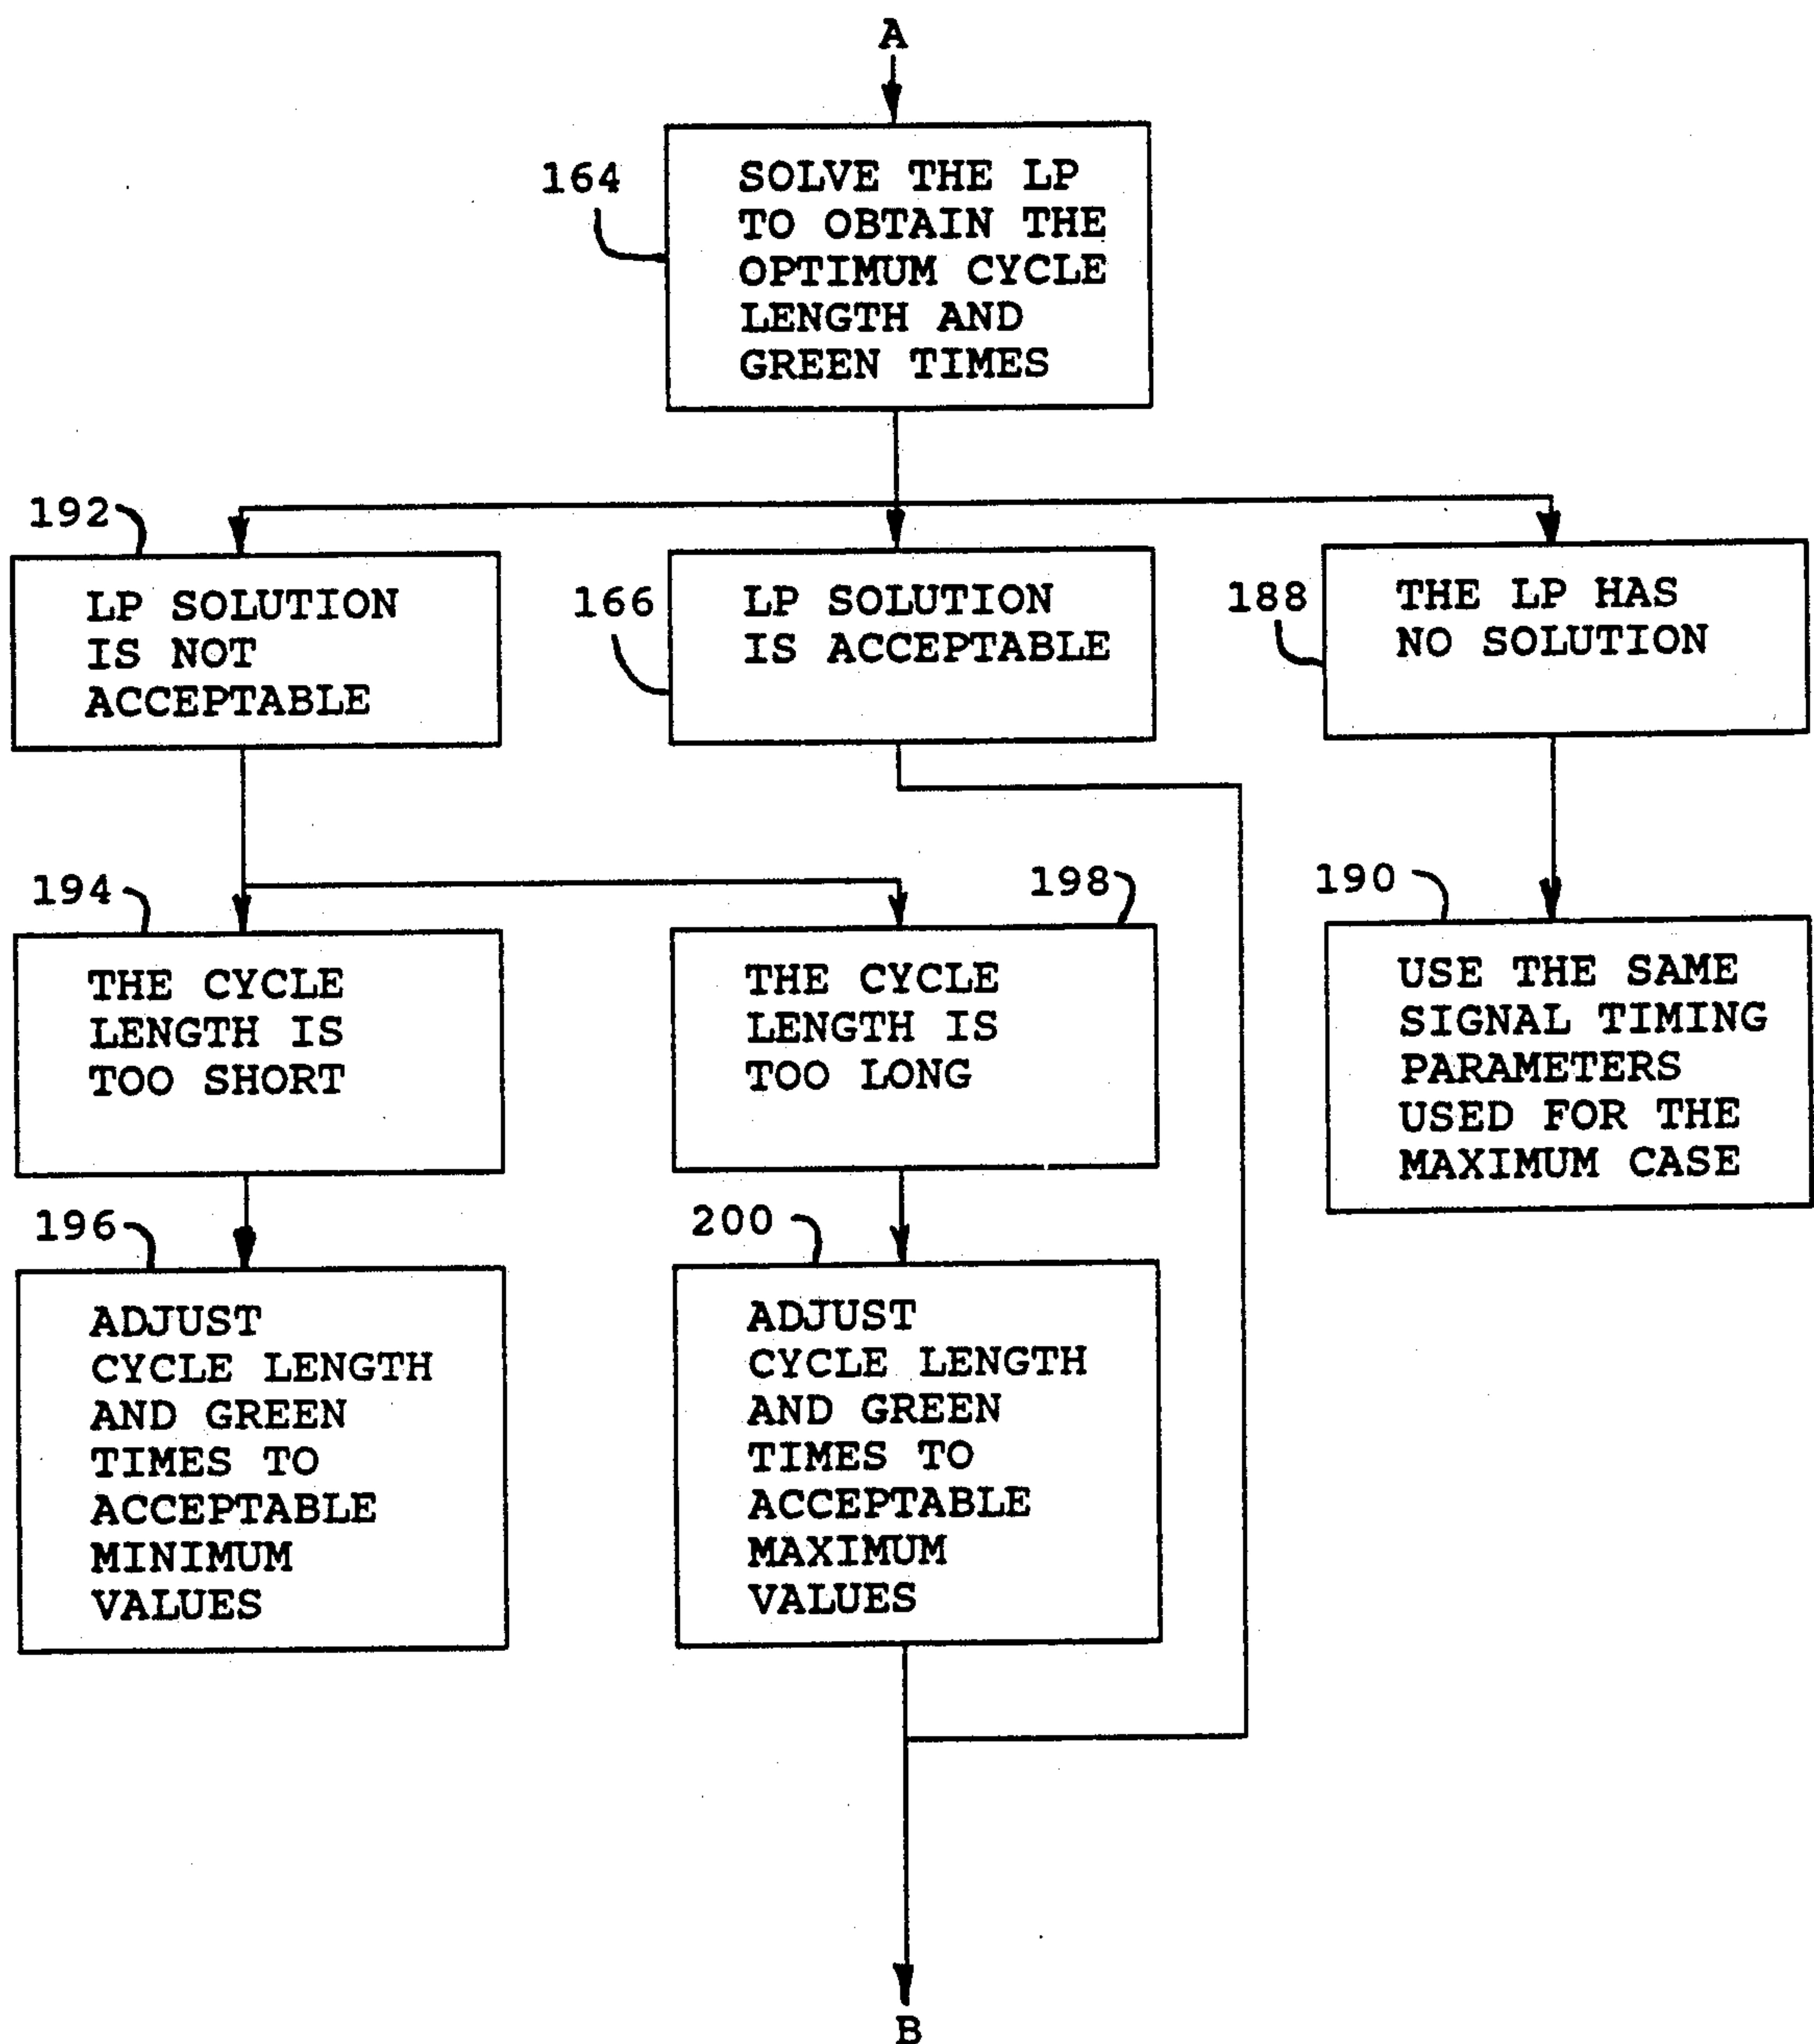 A
164
SOLVE THE LP
TO OBTAIN THE
OPTIMUM CYCLE
LENGTH AND
GREEN TIMES
192
LP SOLUTION
IS NOT
ACCEPTABLE
166
LP SOLUTION
IS ACCEPTABLE
188
THE LP HAS
NO SOLUTION
194
THE CYCLE
LENGTH IS
TOO SHORT
198
THE CYCLE
LENGTH IS
TOO LONG
190
USE THE SAME
SIGNAL TIMING
PARAMETERS
USED FOR THE
MAXIMUM CASE
196
ADJUST
CYCLE LENGTH
AND GREEN
TIMES TO
ACCEPTABLE
MINIMUM
VALUES
200
ADJUST
CYCLE LENGTH
AND GREEN
TIMES TO
ACCEPTABLE
MAXIMUM
VALUES
B